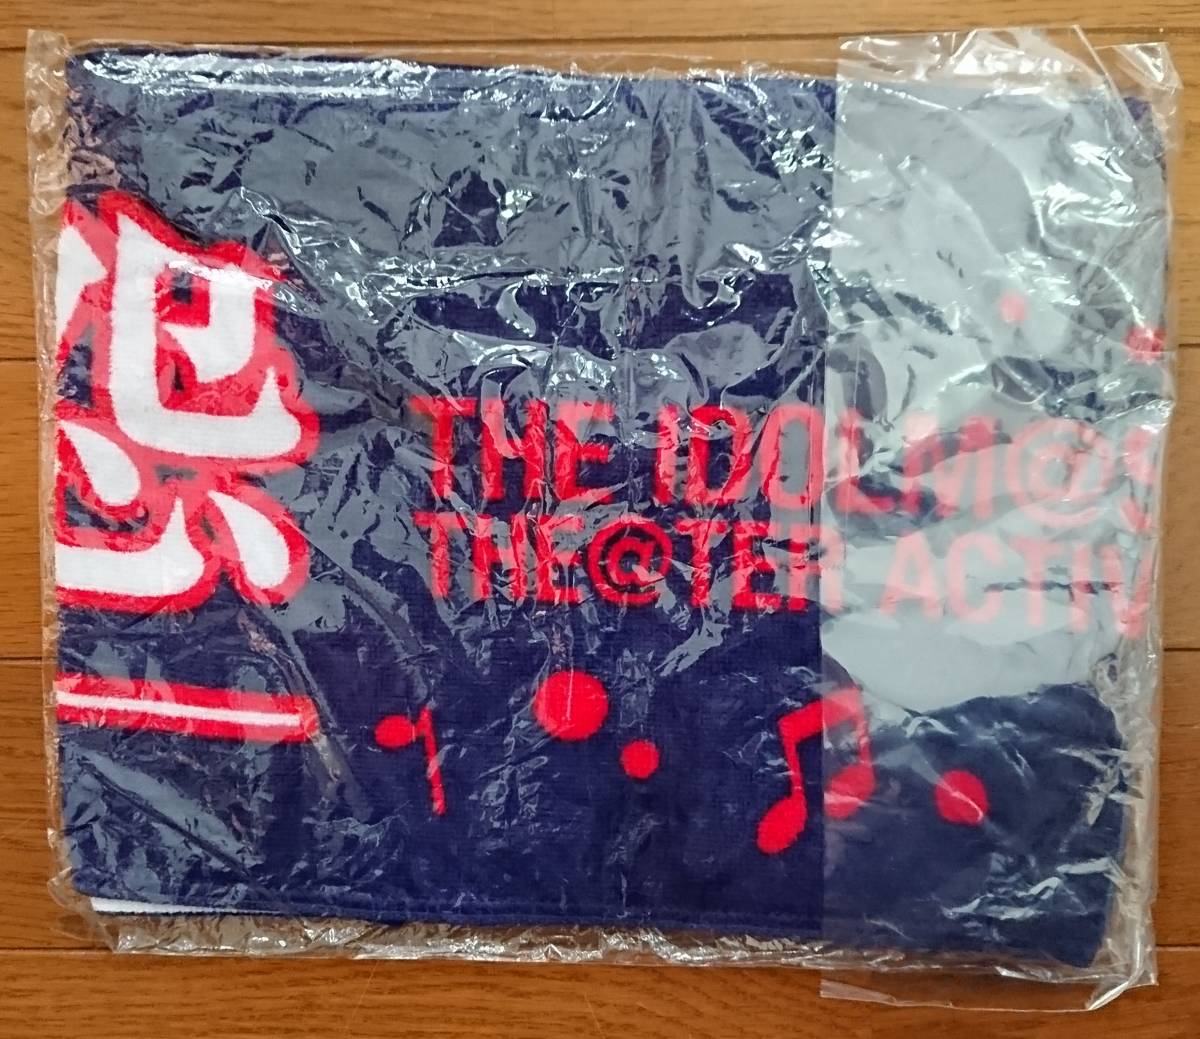 THE IDOLM@S
THE@TER ACTIV